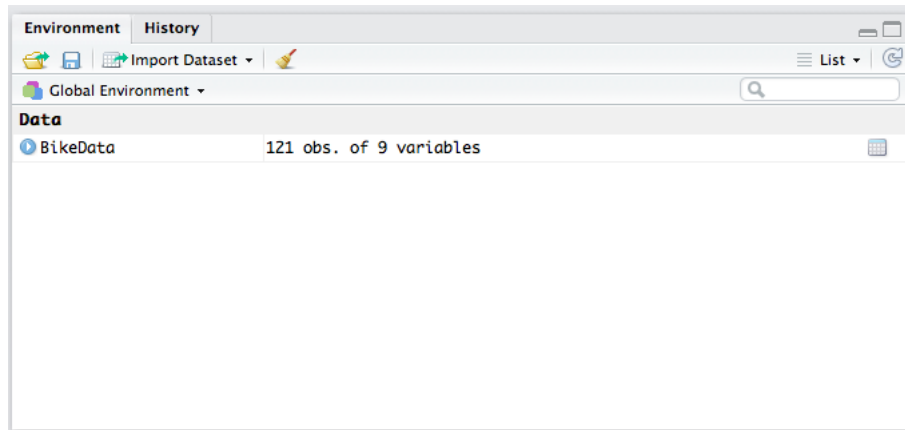 Environment History
Import Dataset List
Global Environment
Data
BikeData 121 obs. of 9 variables